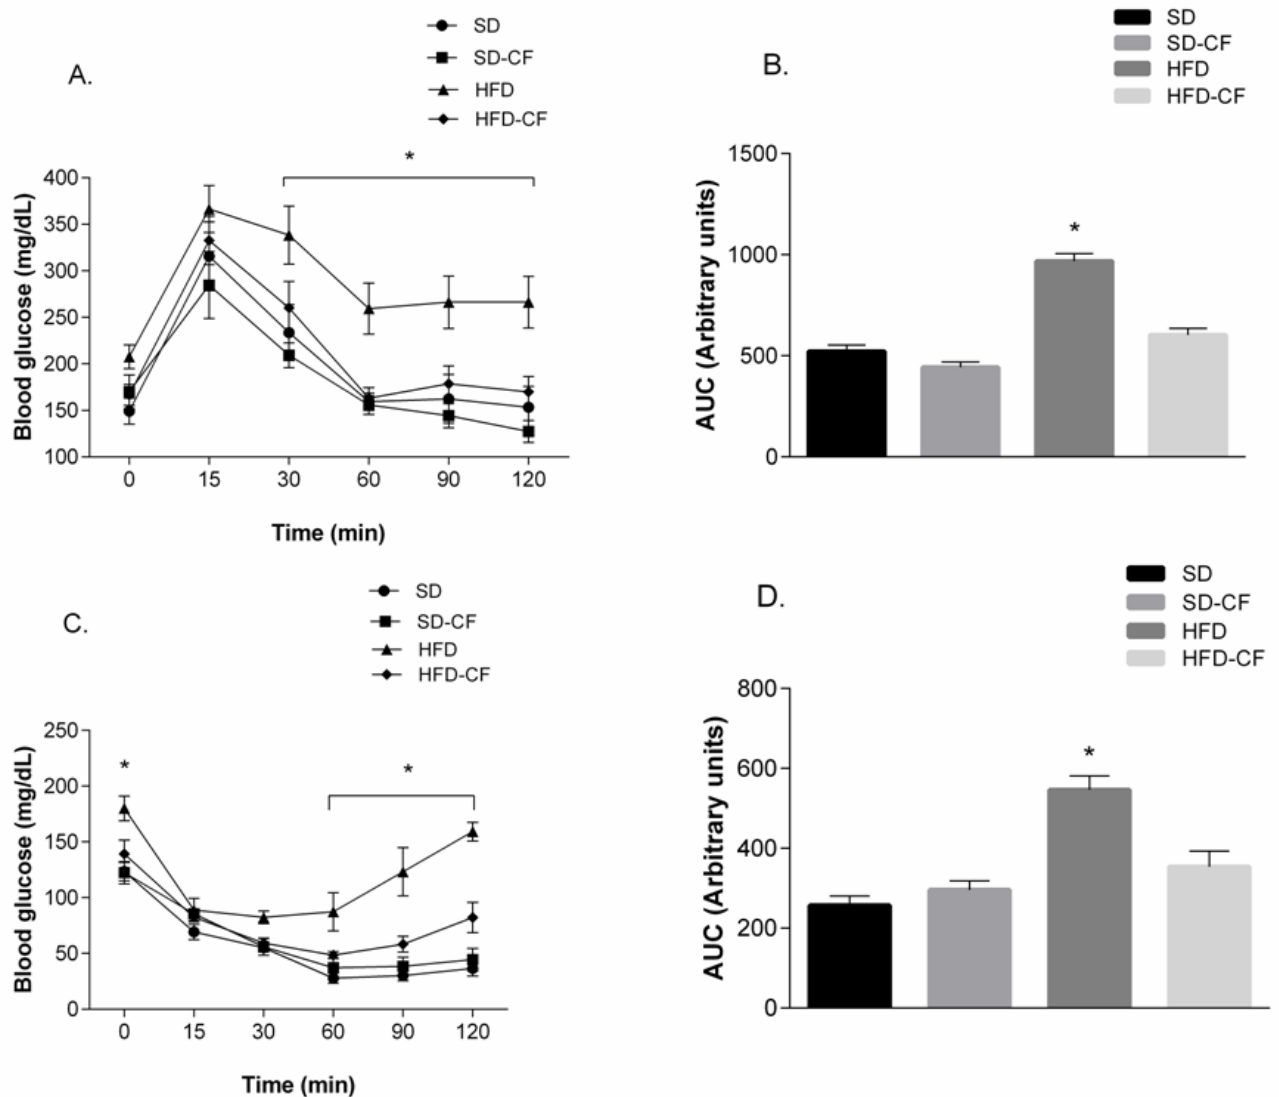 A.
SD
SD-CF
HFD
HFD-CF
*
Blood glucose (mg/dL)
400
350
300
250
200
150
100
0 15 30 60 90 120
Time (min)
B.
SD
SD-CF
HFD
HFD-CF
AUC (Arbitrary units)
1500
1000
500
0
*
C.
SD
SD-CF
HFD
HFD-CF
Blood glucose (mg/dL)
250
200
150
100
50
0
*
*
0 15 30 60 90 120
Time (min)
D.
SD
SD-CF
HFD
HFD-CF
AUC (Arbitrary units)
800
600
400
200
0
*